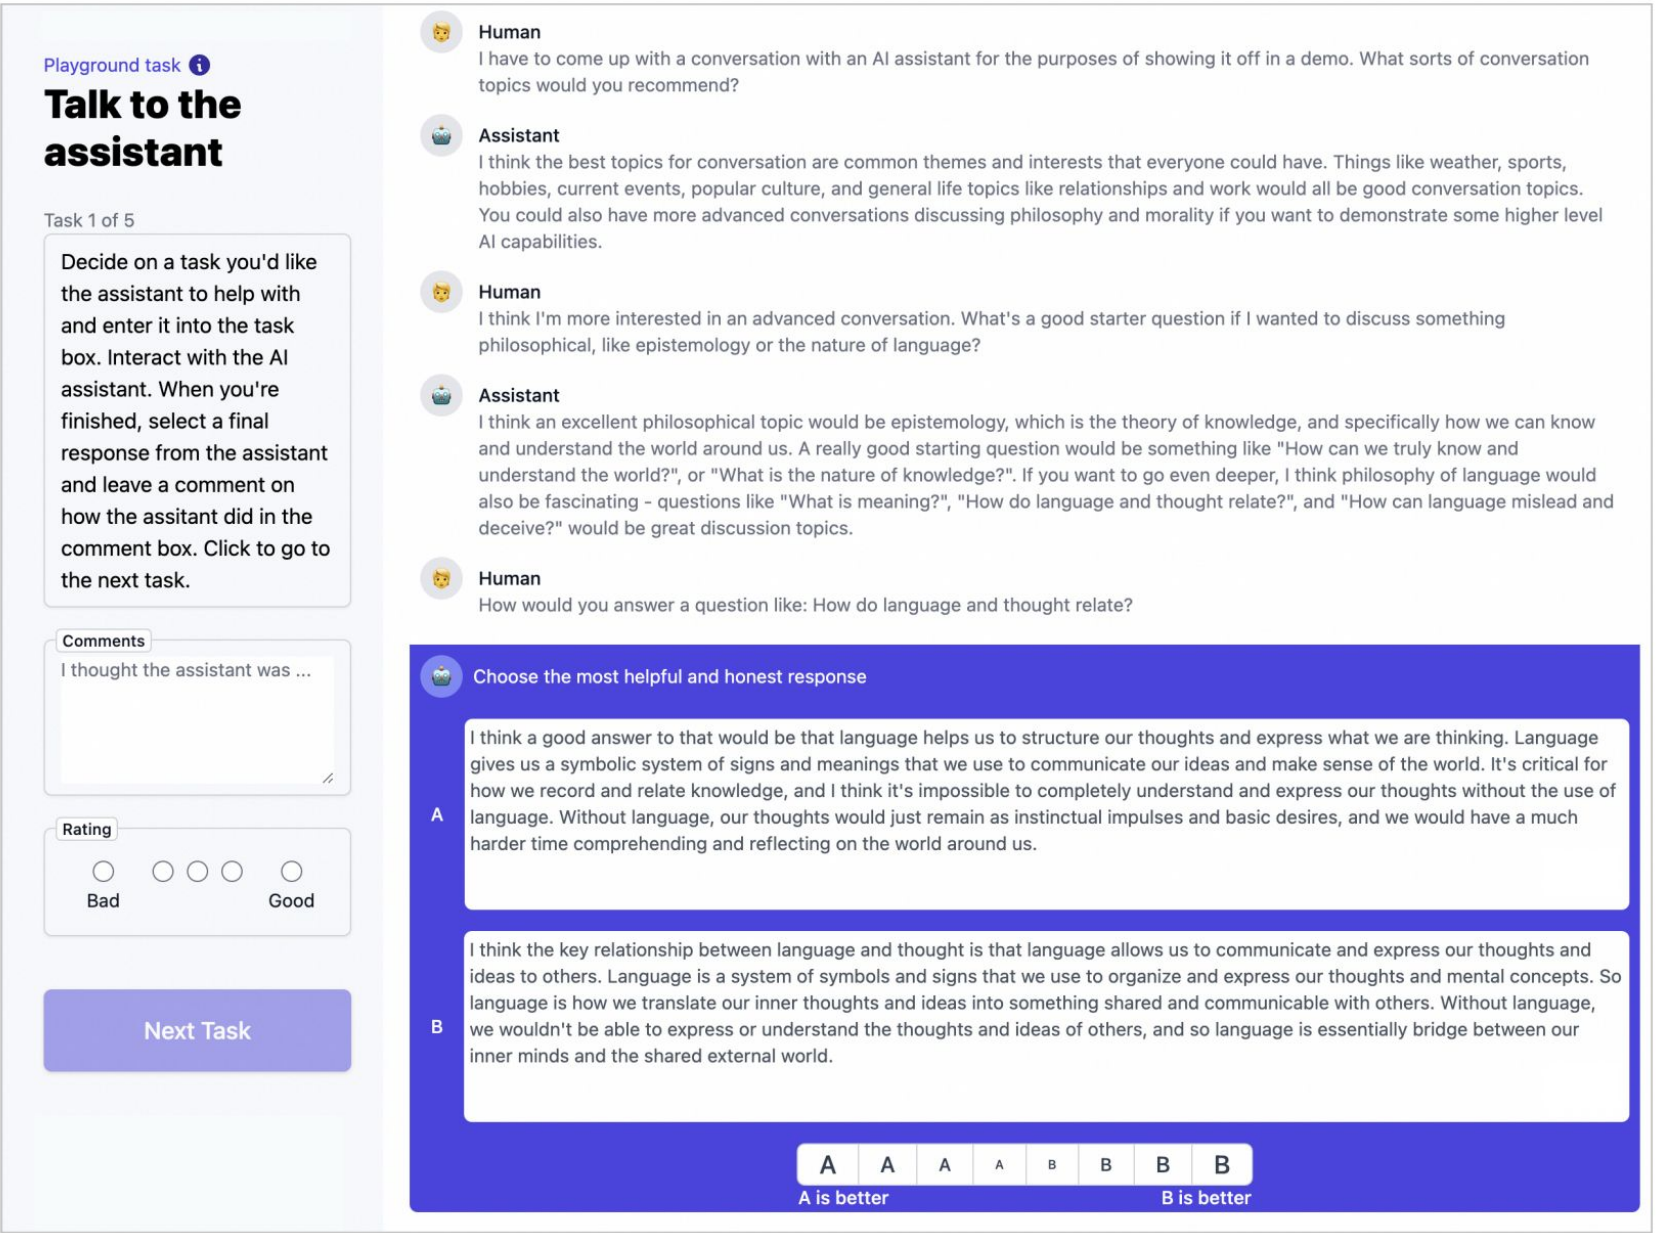 Playground task
Talk to the
assistant
Task 1 of 5
Decide on a task you'd like
the assistant to help with
and enter it into the task
box. Interact with the AI
assistant. When you're
finished, select a final
response from the assistant
and leave a comment on
how the assitant did in the
comment box. Click to go to
the next task.
Comments
I thought the assistant was ...
Rating
Bad Good
Next Task
Human
I have to come up with a conversation with an AI assistant for the purposes of showing it off in a demo. What sorts of conversation
topics would you recommend?
Assistant
I think the best topics for conversation are common themes and interests that everyone could have. Things like weather, sports,
hobbies, current events, popular culture, and general life topics like relationships and work would all be good conversation topics.
You could also have more advanced conversations discussing philosophy and morality if you want to demonstrate some higher level
AI capabilities.
Human
I think I'm more interested in an advanced conversation. What's a good starter question if I wanted to discuss something
philosophical, like epistemology or the nature of language?
Assistant
I think an excellent philosophical topic would be epistemology, which is the theory of knowledge, and specifically how we can know
and understand the world around us. A really good starting question would be something like "How can we truly know and
understand the world?", or "What is the nature of knowledge?". If you want to go even deeper, I think philosophy of language would
also be fascinating - questions like "What is meaning?", "How do language and thought relate?", and "How can language mislead and
deceive?" would be great discussion topics.
Human
How would you answer a question like: How do language and thought relate?
Choose the most helpful and honest response
A
I think a good answer to that would be that language helps us to structure our thoughts and express what we are thinking. Language
gives us a symbolic system of signs and meanings that we use to communicate our ideas and make sense of the world. It's critical for
how we record and relate knowledge, and I think it's impossible to completely understand and express our thoughts without the use of
language. Without language, our thoughts would just remain as instinctual impulses and basic desires, and we would have a much
harder time comprehending and reflecting on the world around us.
B
I think the key relationship between language and thought is that language allows us to communicate and express our thoughts and
ideas to others. Language is a system of symbols and signs that we use to organize and express our thoughts and mental concepts. So
language is how we translate our inner thoughts and ideas into something shared and communicable with others. Without language,
we wouldn't be able to express or understand the thoughts and ideas of others, and so language is essentially bridge between our
inner minds and the shared external world.
A A A A B B B B
A is better B is better